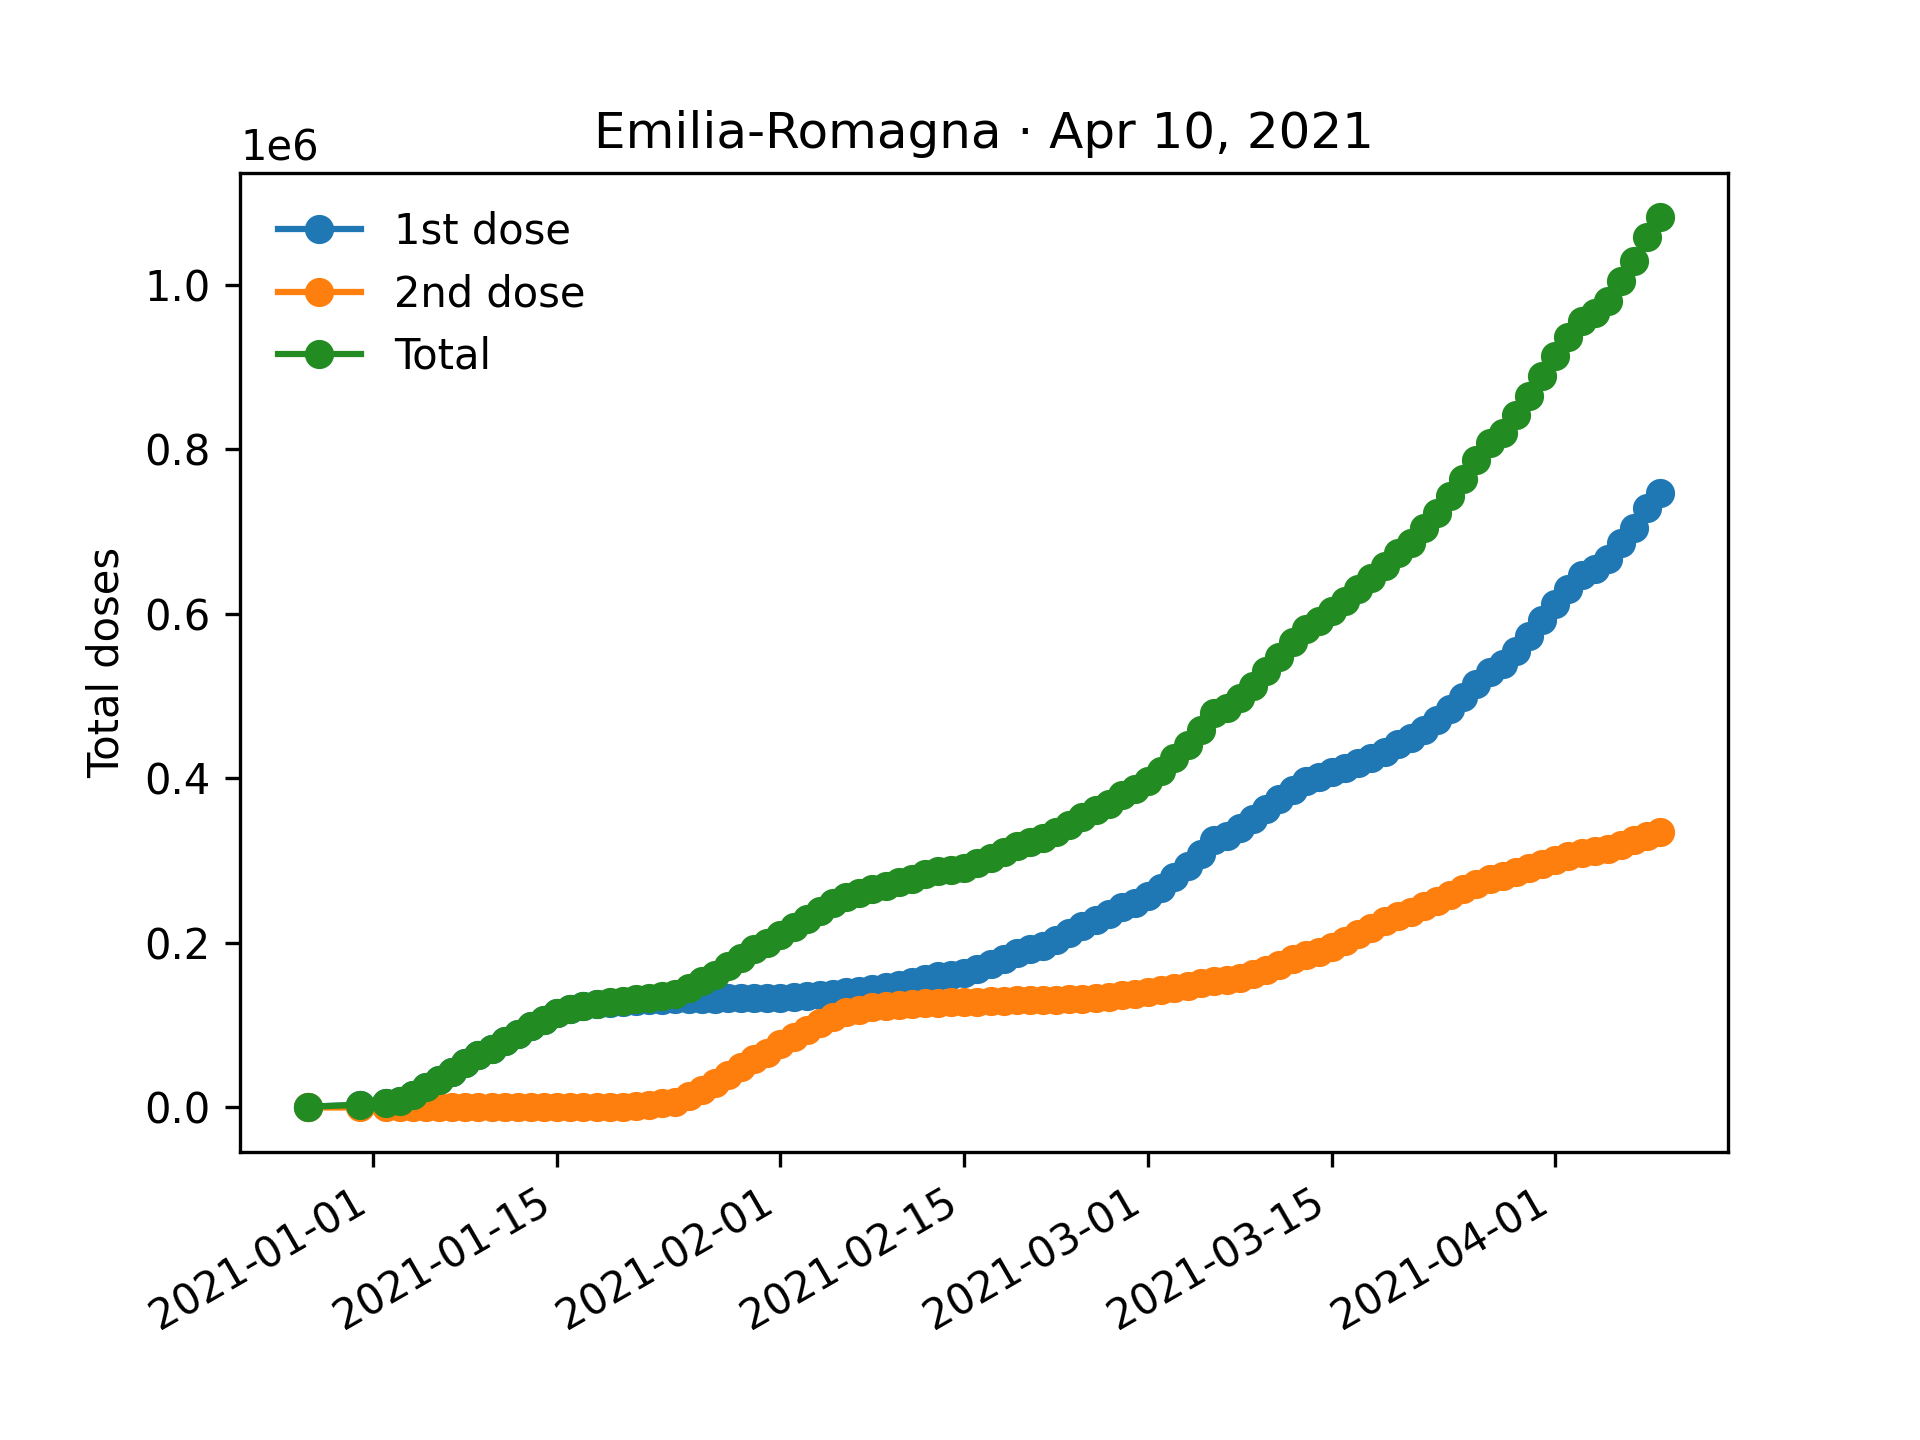 Emilia-Romagna · Apr 10, 2021
1e6
1st dose
2nd dose
Total
1.0
0.8
0.6
0.4
0.2
0.0
Total doses
2021-01-01
2021-01-15
2021-02-01
2021-02-15
2021-03-01
2021-03-15
2021-04-01